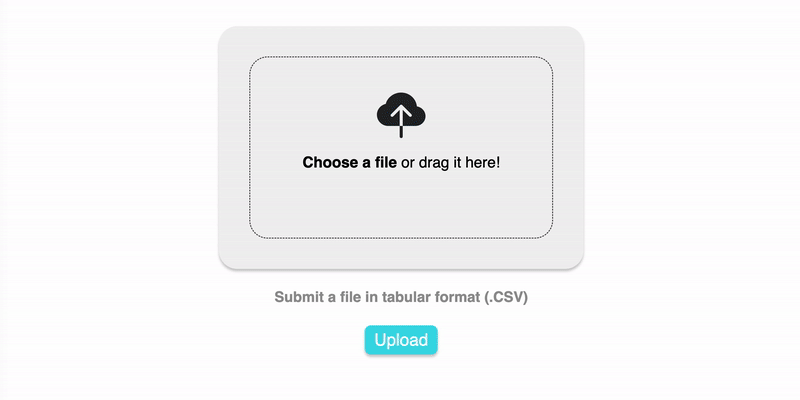 Choose a file or drag it here!
Submit a file in tabular format (.CSV)
Upload